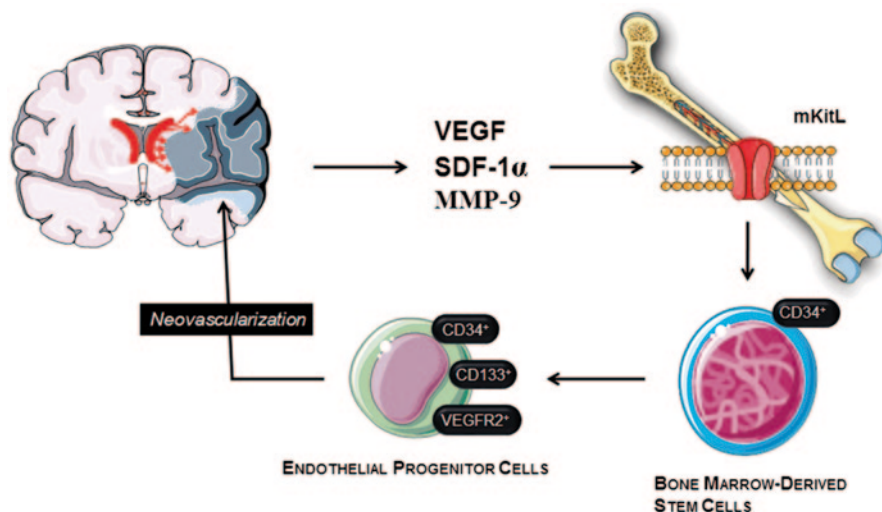 VEGF
SDF-1α
MMP-9
mKitL
CD34⁺
BONE MARROW-DERIVED
STEM CELLS
CD34⁺
CD133⁺
VEGFR2⁺
ENDOTHELIAL PROGENITOR CELLS
Neovascularization